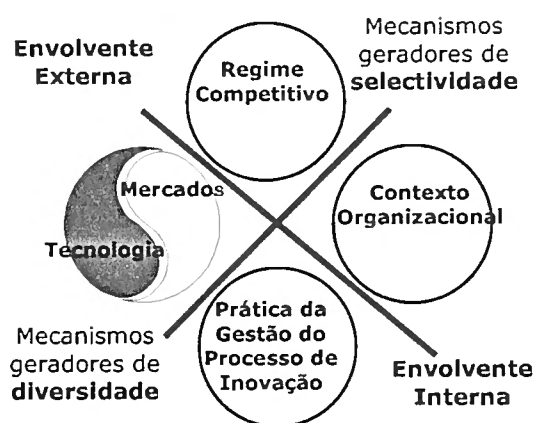 Envolvente
Externa
Regime
Competitivo
Mecanismos
geradores de
selectividade
Mercados
Tecnologia
Contexto
Organizacional
Mecanismos
geradores de
diversidade
Prática da
Gestão do
Processo de
Inovação
Envolvente
Interna